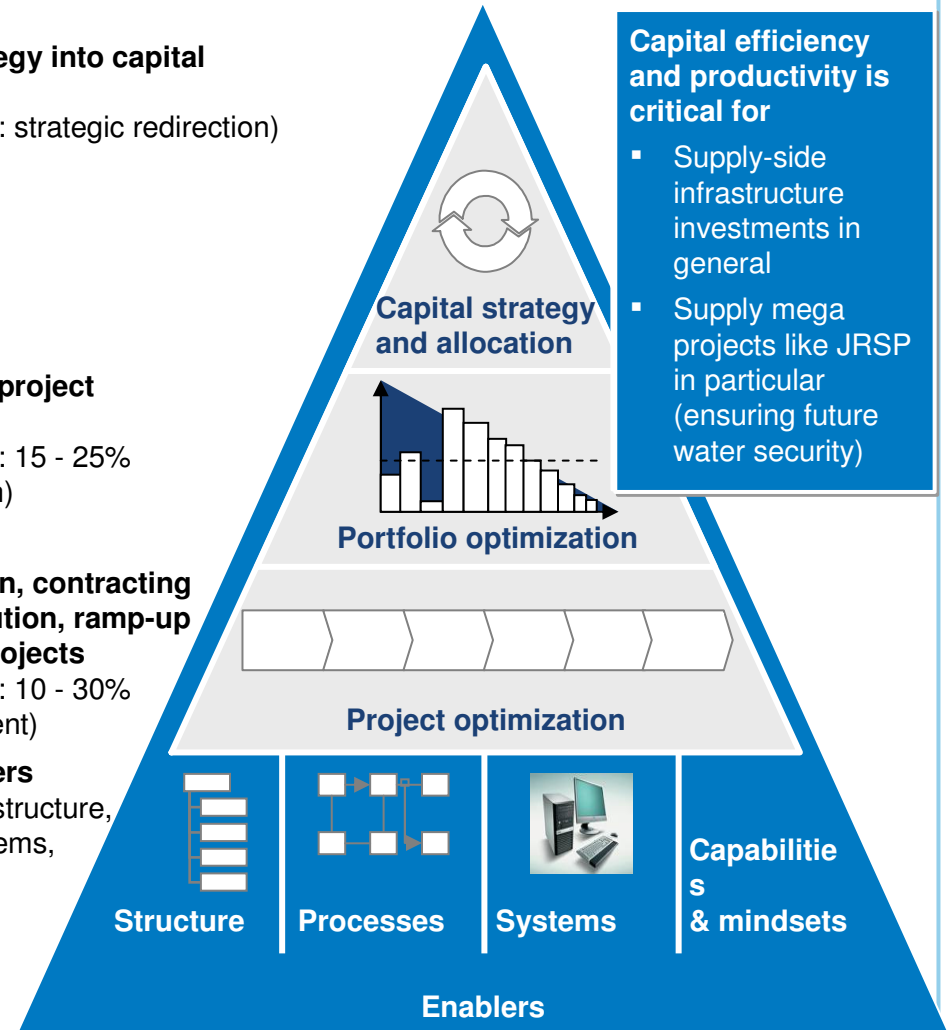 egy into capital
: strategic redirection)
project
: 15 - 25%
)
n, contracting
ution, ramp-up
ojects
: 10 - 30%
ent)
ers
structure,
ems,
Capital strategy
and allocation
Portfolio optimization
Project optimization
Structure
Processes
Systems
Capabilitie
s
& mindsets
Enablers
Capital efficiency
and productivity is
critical for
▪ Supply-side
infrastructure
investments in
general
▪ Supply mega
projects like JRSP
in particular
(ensuring future
water security)